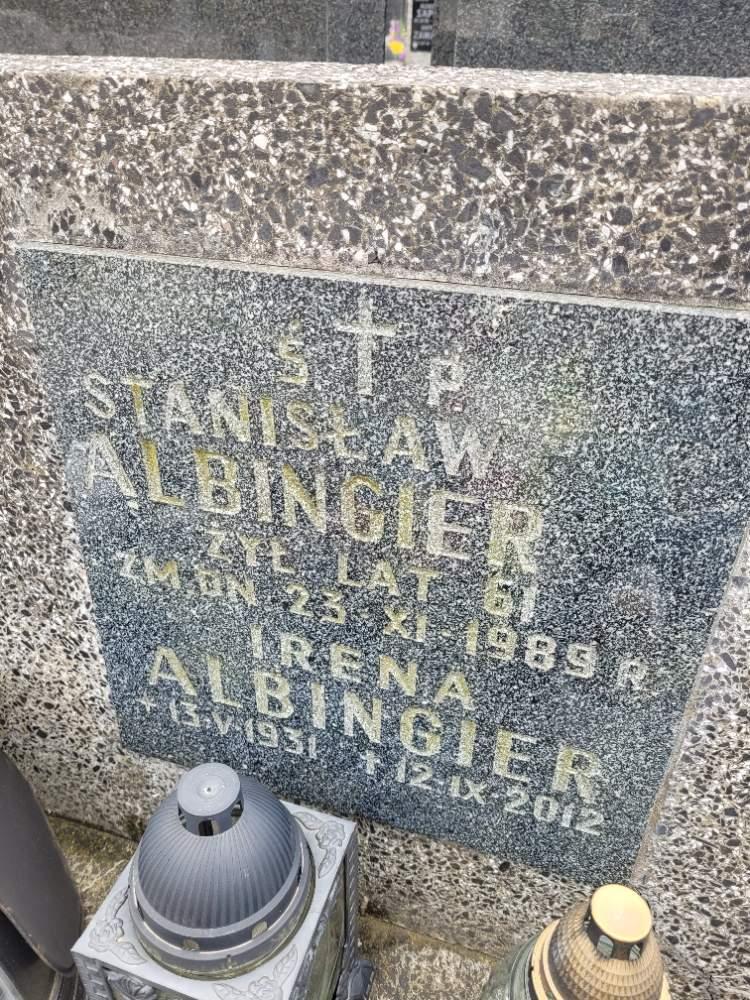 Ś † P.
STANISŁAW
ALBINGIER
ŻYŁ LAT 61
ZM. DN 23·XI·1989 R
IRENA
ALBINGIER
+ 13·V·1931 + 12·IX·2012